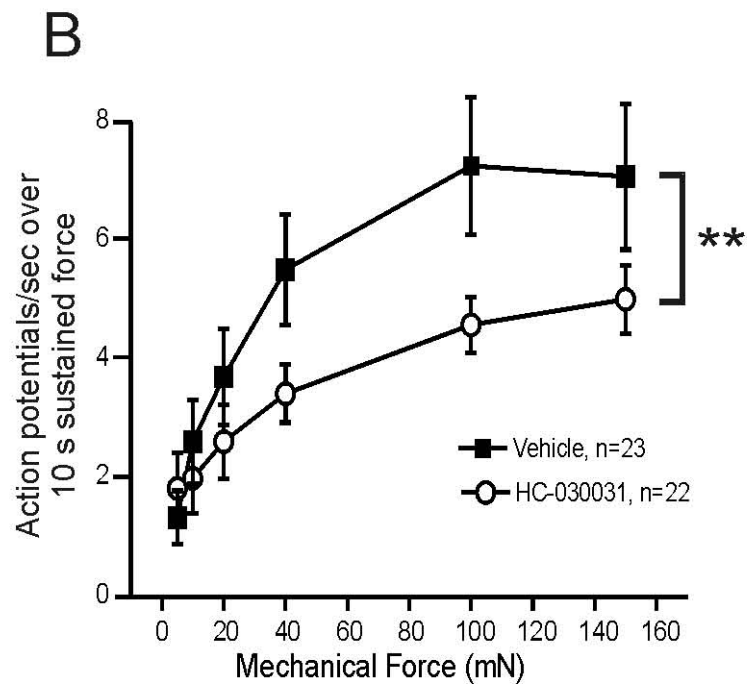 B
Action potentials/sec over
10 s sustained force
8
6
4
2
0
**
Vehicle, n=23
HC-030031, n=22
0 20 40 60 80 100 120 140 160
Mechanical Force (mN)